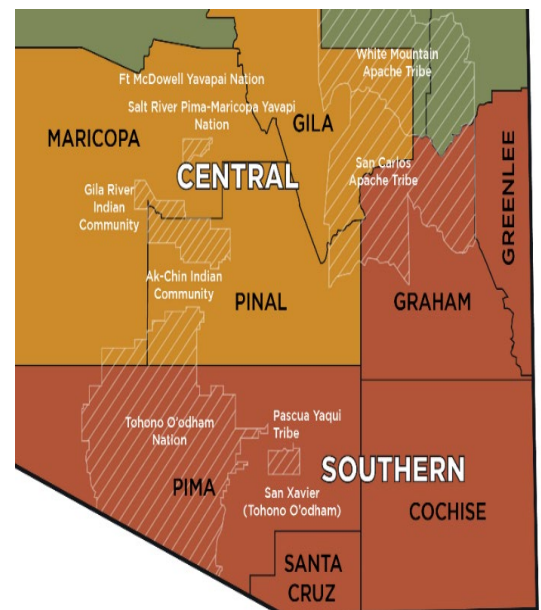 Ft McDowell Yavapai Nation
White Mountain
Apache Tribe
Salt River Pima-Maricopa Yavapi
Nation
GILA
MARICOPA
CENTRAL
San Carlos
Apache Tribe
Gila River
Indian
Community
GREENLEE
Ak-Chin Indian
Community
PINAL
GRAHAM
Tohono O'odham
Nation
Pascua Yaqui
Tribe
SOUTHERN
PIMA
San Xavier
(Tohono O'odham)
COCHISE
SANTA
CRUZ